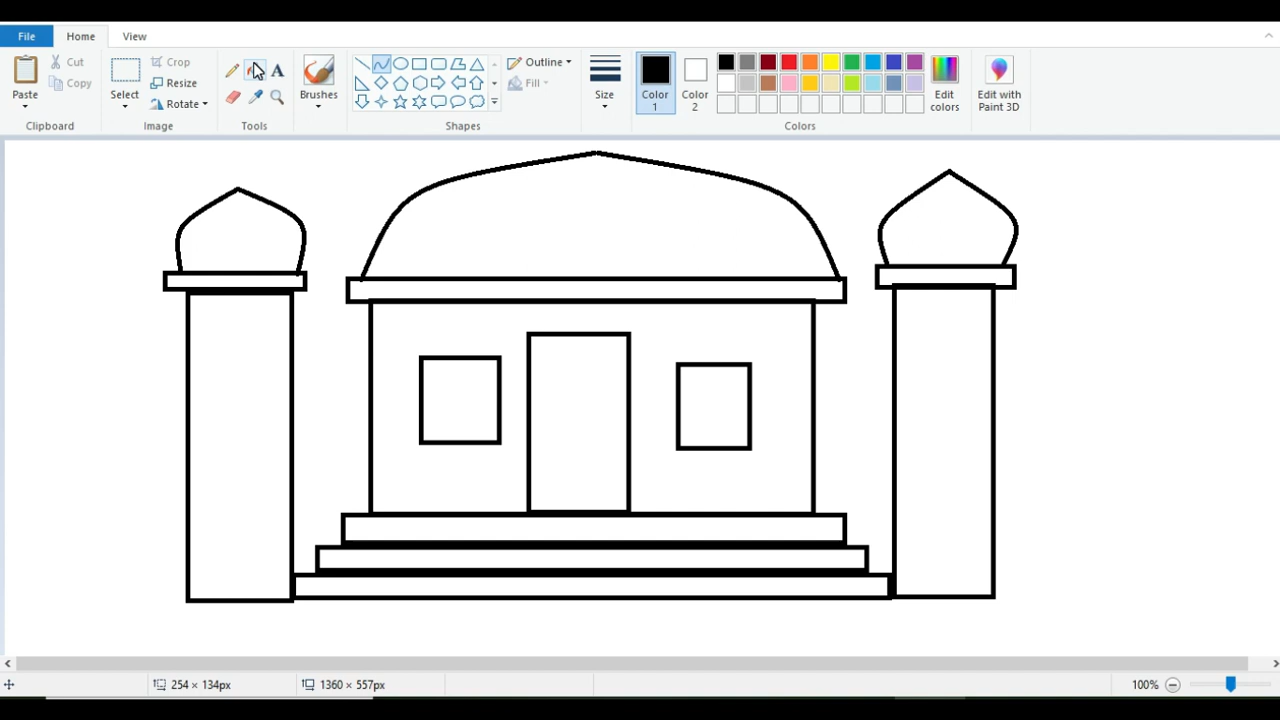 File Home View
Cut
Copy
Paste
Clipboard
Select
Crop
Resize
Rotate
Image
A
Tools
Brushes
Outline
Fill
Shapes
Size
Color 1
Color 2
Edit colors
Colors
Edit with Paint 3D
254 × 134px
1360 × 557px
100%